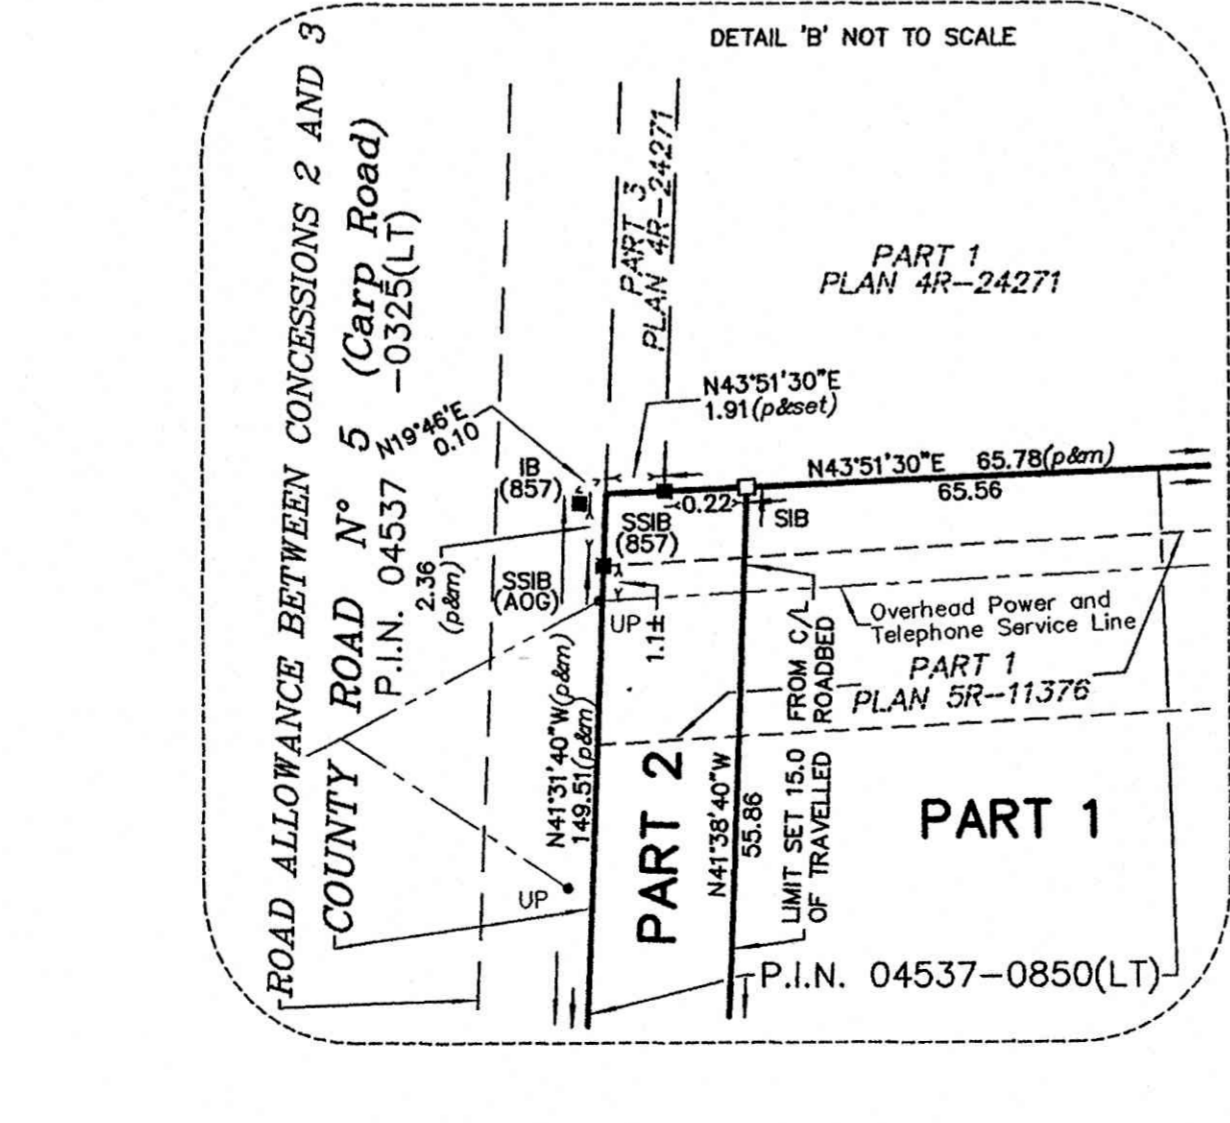 DETAIL 'B' NOT TO SCALE
ROAD ALLOWANCE BETWEEN CONCESSIONS 2 AND 3
COUNTY ROAD N° 5 (Carp Road)
P.I.N. 04537 -0325(LT)
PART 3
PLAN 4R-24271
PART 1
PLAN 4R-24271
N43°51'30"E
1.91(p&set)
N19°46'E
0.10
IB
(857)
N43°51'30"E 65.78(p&m)
65.56
0.22
SIB
SSIB
(857)
2.36
(p&m)
SSIB
(AOG)
UP
1.1±
Overhead Power and
Telephone Service Line
PART 1
PLAN 5R-11376
N41°31'40"W(p&m)
149.51(p&m)
PART 2
N41°38'40"W
55.86
LIMIT SET 15.0 FROM C/L
OF TRAVELLED ROADBED
PART 1
UP
P.I.N. 04537-0850(LT)